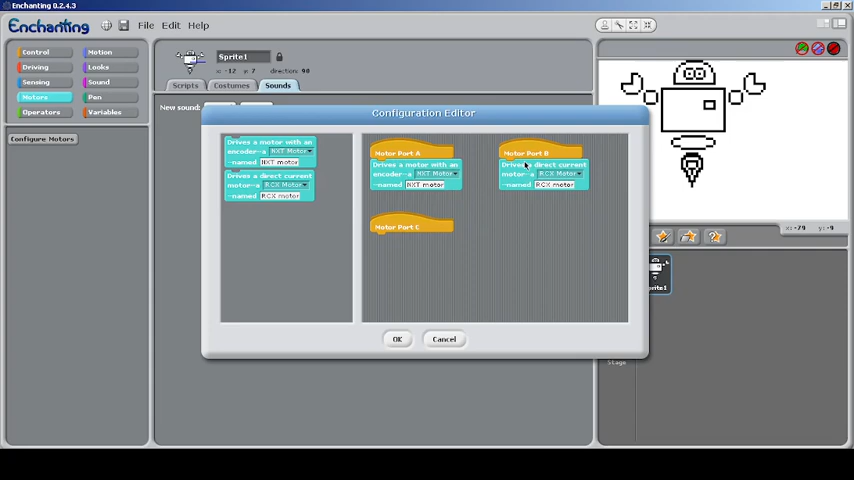 Enchanting 0.2.4.3
Enchanting File Edit Help
Control Motion
Driving Looks
Sensing Sound
Motors Pen
Operators Variables
Configure Motors
Sprite1
x: -12 y: 7 direction: 90
Scripts Costumes Sounds
New sound:
Configuration Editor
Drives a motor with an
encoder--a NXT Motor
--named NXT motor
Drives a direct current
motor--a RCX Motor
--named RCX motor
Motor Port A
Drives a motor with an
encoder--a NXT Motor
--named NXT motor
Motor Port B
Drives a direct current
motor--a RCX Motor
--named RCX motor
Motor Port C
OK Cancel
x: -79 y: -9
Sprite1
Stage